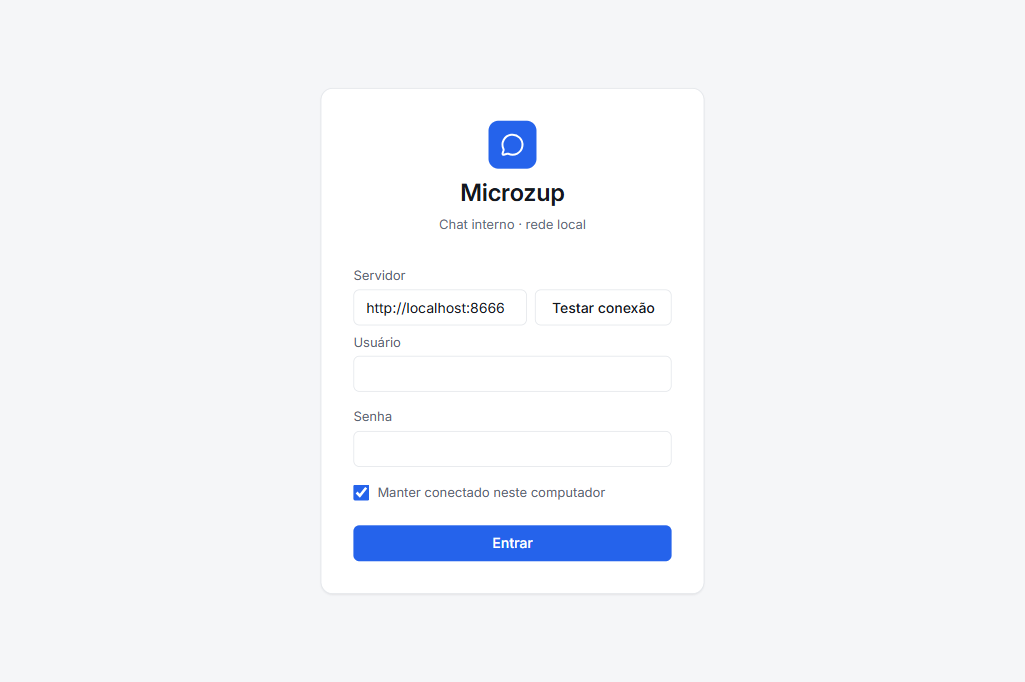 Microzup
Chat interno · rede local
Servidor
http://localhost:8666 Testar conexão
Usuário
Senha
Manter conectado neste computador
Entrar